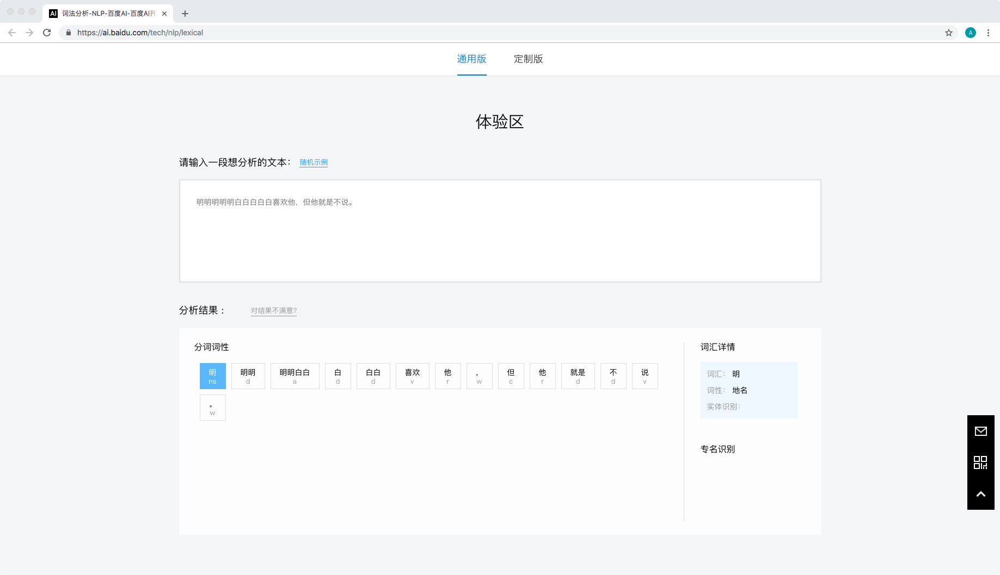 AI 词法分析-NLP-百度AI-百度AI开
https://ai.baidu.com/tech/nlp/lexical
A
通用版 定制版
体验区
请输入一段想分析的文本： 随机示例
明明明明明白白白白白喜欢他，但他就是不说。
分析结果： 对结果不满意?
分词词性
明 明明 明明白白 白 白白 喜欢 他 ， 但 他 就是 不 说
ns d a d d v r w c r d d v
。
w
词汇详情
词汇： 明
词性： 地名
实体识别：
专名识别